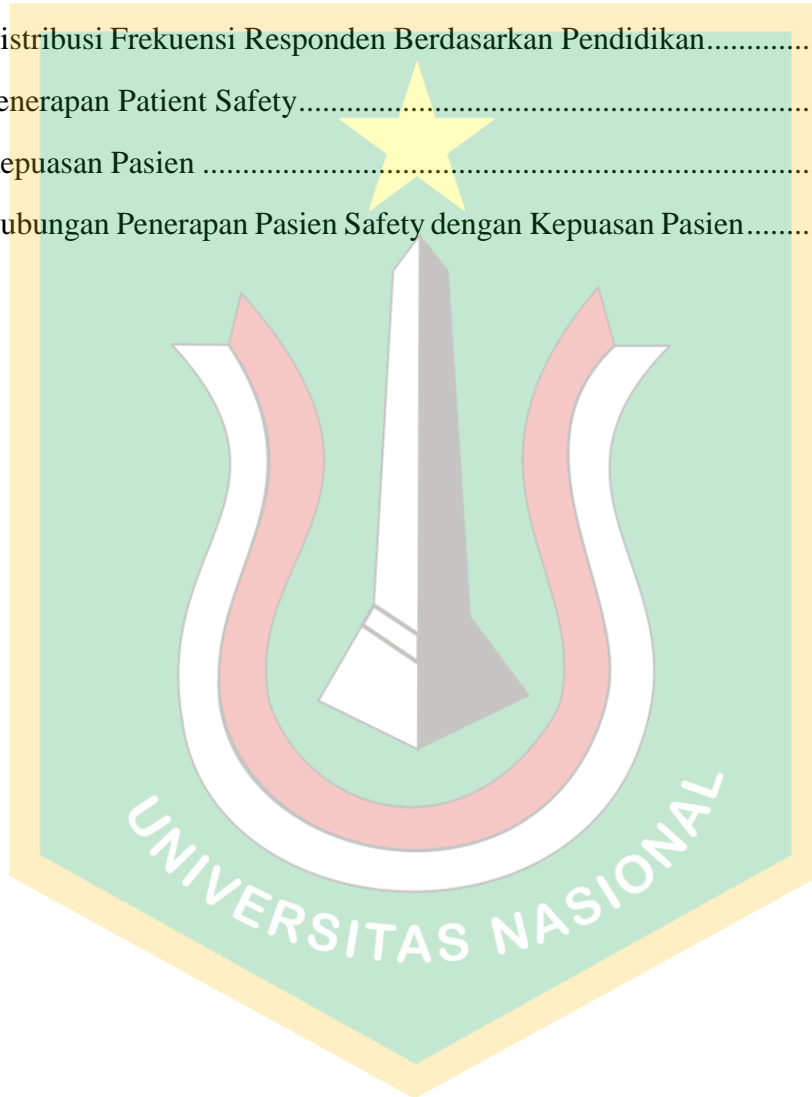 istribusi Frekuensi Responden Berdasarkan Pendidikan.............
enerapan Patient Safety................................................................
epuasan Pasien ............................................................................
ubungan Penerapan Pasien Safety dengan Kepuasan Pasien........
UNIVERSITAS NASIONAL